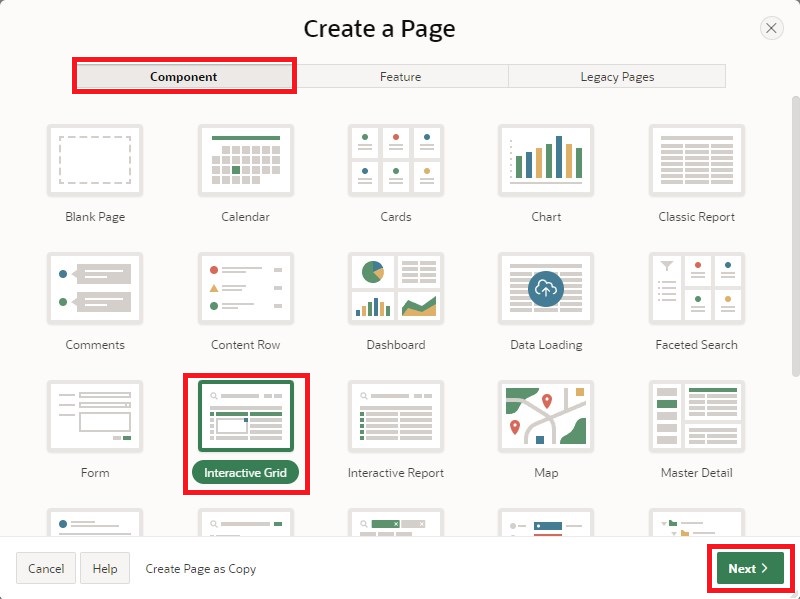 Create a Page
Component
Feature
Legacy Pages
Blank Page
Calendar
Cards
Chart
Classic Report
Comments
Content Row
Dashboard
Data Loading
Faceted Search
Form
Interactive Grid
Interactive Report
Map
Master Detail
Cancel
Help
Create Page as Copy
Next